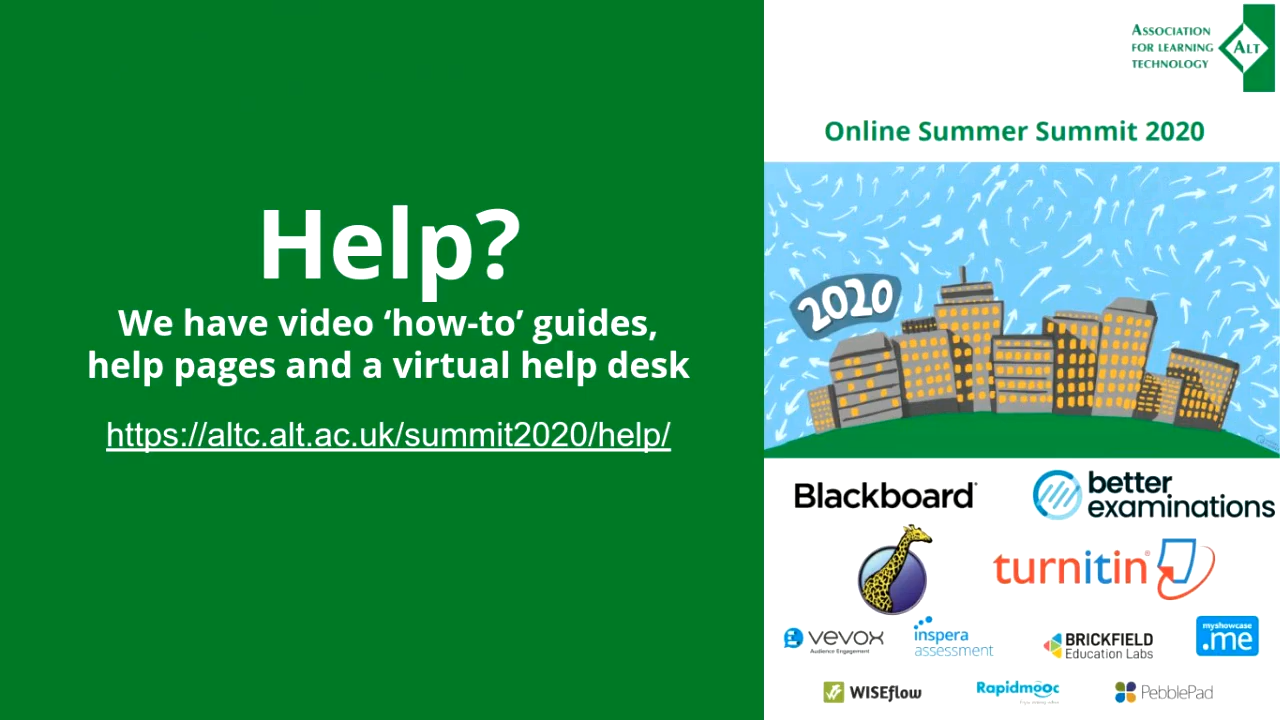 Help?
We have video ‘how-to’ guides,
help pages and a virtual help desk
https://altc.alt.ac.uk/summit2020/help/
ASSOCIATION
FOR LEARNING
TECHNOLOGY
ALT
Online Summer Summit 2020
2020
Blackboard
better
examinations
turnitin®
vevox
Audience Engagement
inspera
assessment
BRICKFIELD
Education Labs
myshowcase
.me
WISEflow
Rapidmooc
PebblePad